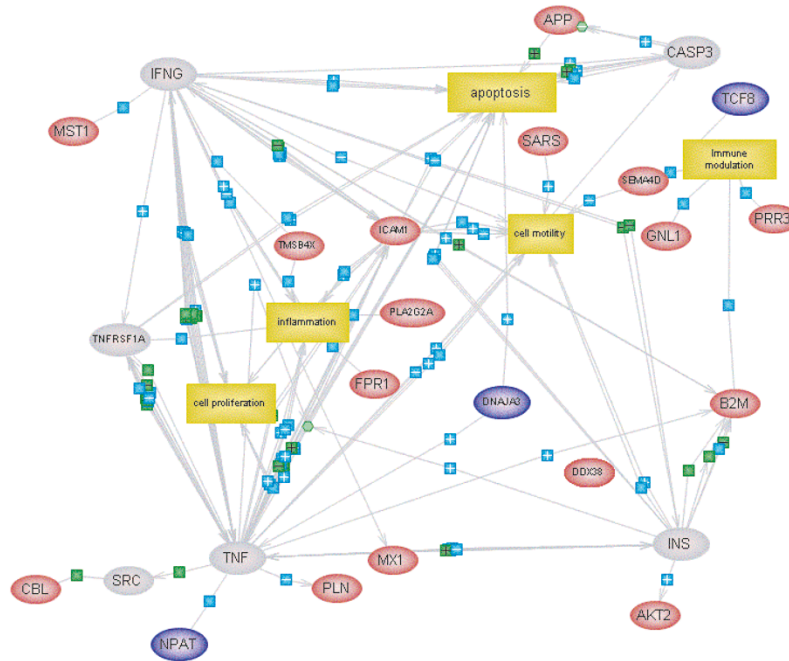 APP
IFNG
CASP3
apoptosis
TCF8
MST1
SARS
Immune
modulation
SEMA4D
PRR3
GNL1
ICAM1
cell motility
TMSB4X
PLA2G2A
inflammation
TNFRSF1A
FPR1
cell proliferation
DNAJA3
B2M
DDX38
INS
TNF
MX1
CBL
SRC
PLN
AKT2
NPAT